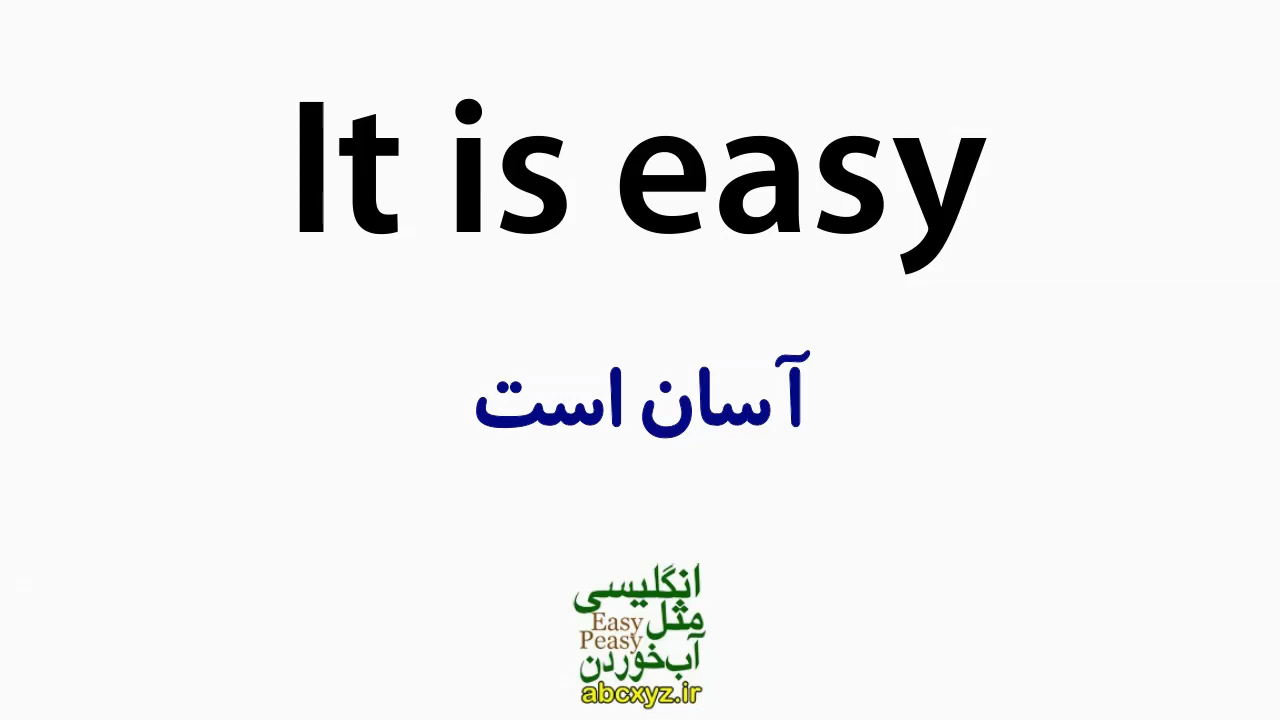 It is easy
آسان است
انگلیسی
مثل Easy
Peasy
آب‌خوردن
abcxyz.ir